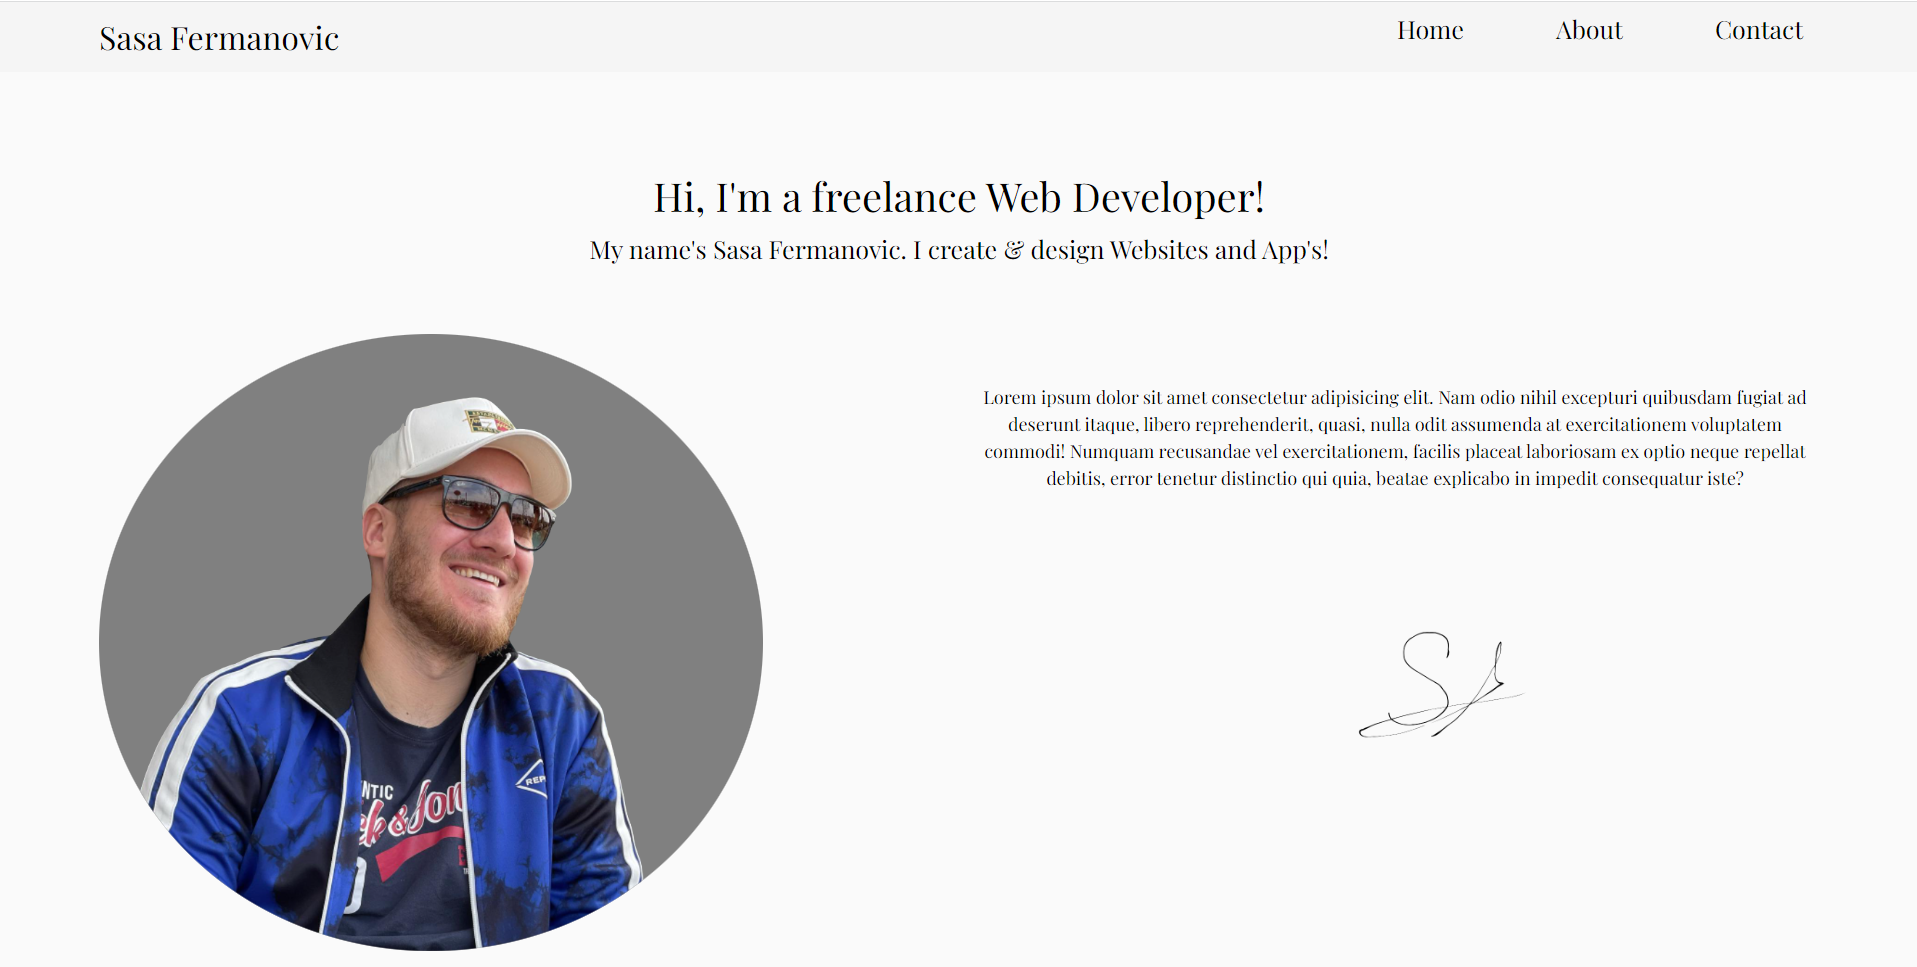 Sasa Fermanovic
Home
About
Contact
Hi, I'm a freelance Web Developer!
My name's Sasa Fermanovic. I create & design Websites and App's!
Lorem ipsum dolor sit amet consectetur adipisicing elit. Nam odio nihil excepturi quibusdam fugiat ad
deserunt itaque, libero reprehenderit, quasi, nulla odit assumenda at exercitationem voluptatem
commodi! Numquam recusandae vel exercitationem, facilis placeat laboriosam ex optio neque repellat
debitis, error tenetur distinctio qui quia, beatae explicabo in impedit consequatur iste?
REP
NTIC
&